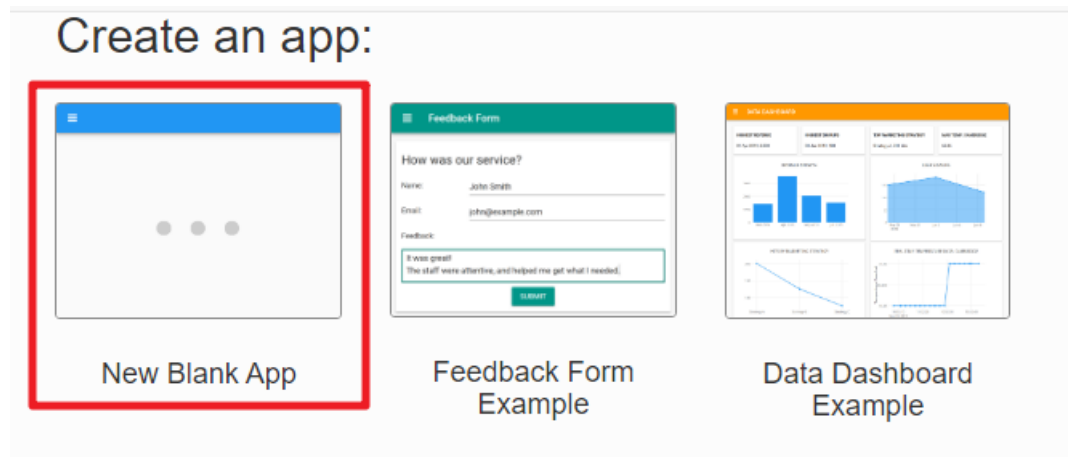 Create an app:
Feedback Form
DATA DASHBOARD
How was our service?
Name:
John Smith
Email:
john@example.com
Feedback:
It was great!
The staff were attentive, and helped me get what I needed.
SUBMIT
New Blank App
Feedback Form
Example
Data Dashboard
Example